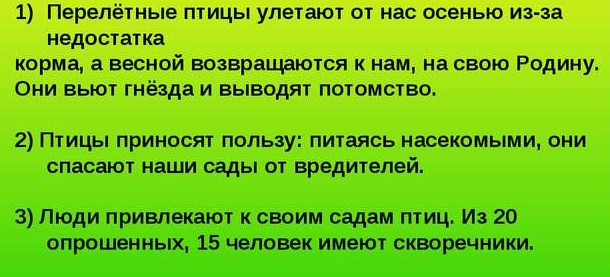 1) Перелётные птицы улетают от нас осенью из-за
недостатка
корма, а весной возвращаются к нам, на свою Родину.
Они вьют гнёзда и выводят потомство.
2) Птицы приносят пользу: питаясь насекомыми, они
спасают наши сады от вредителей.
3) Люди привлекают к своим садам птиц. Из 20
опрошенных, 15 человек имеют скворечники.